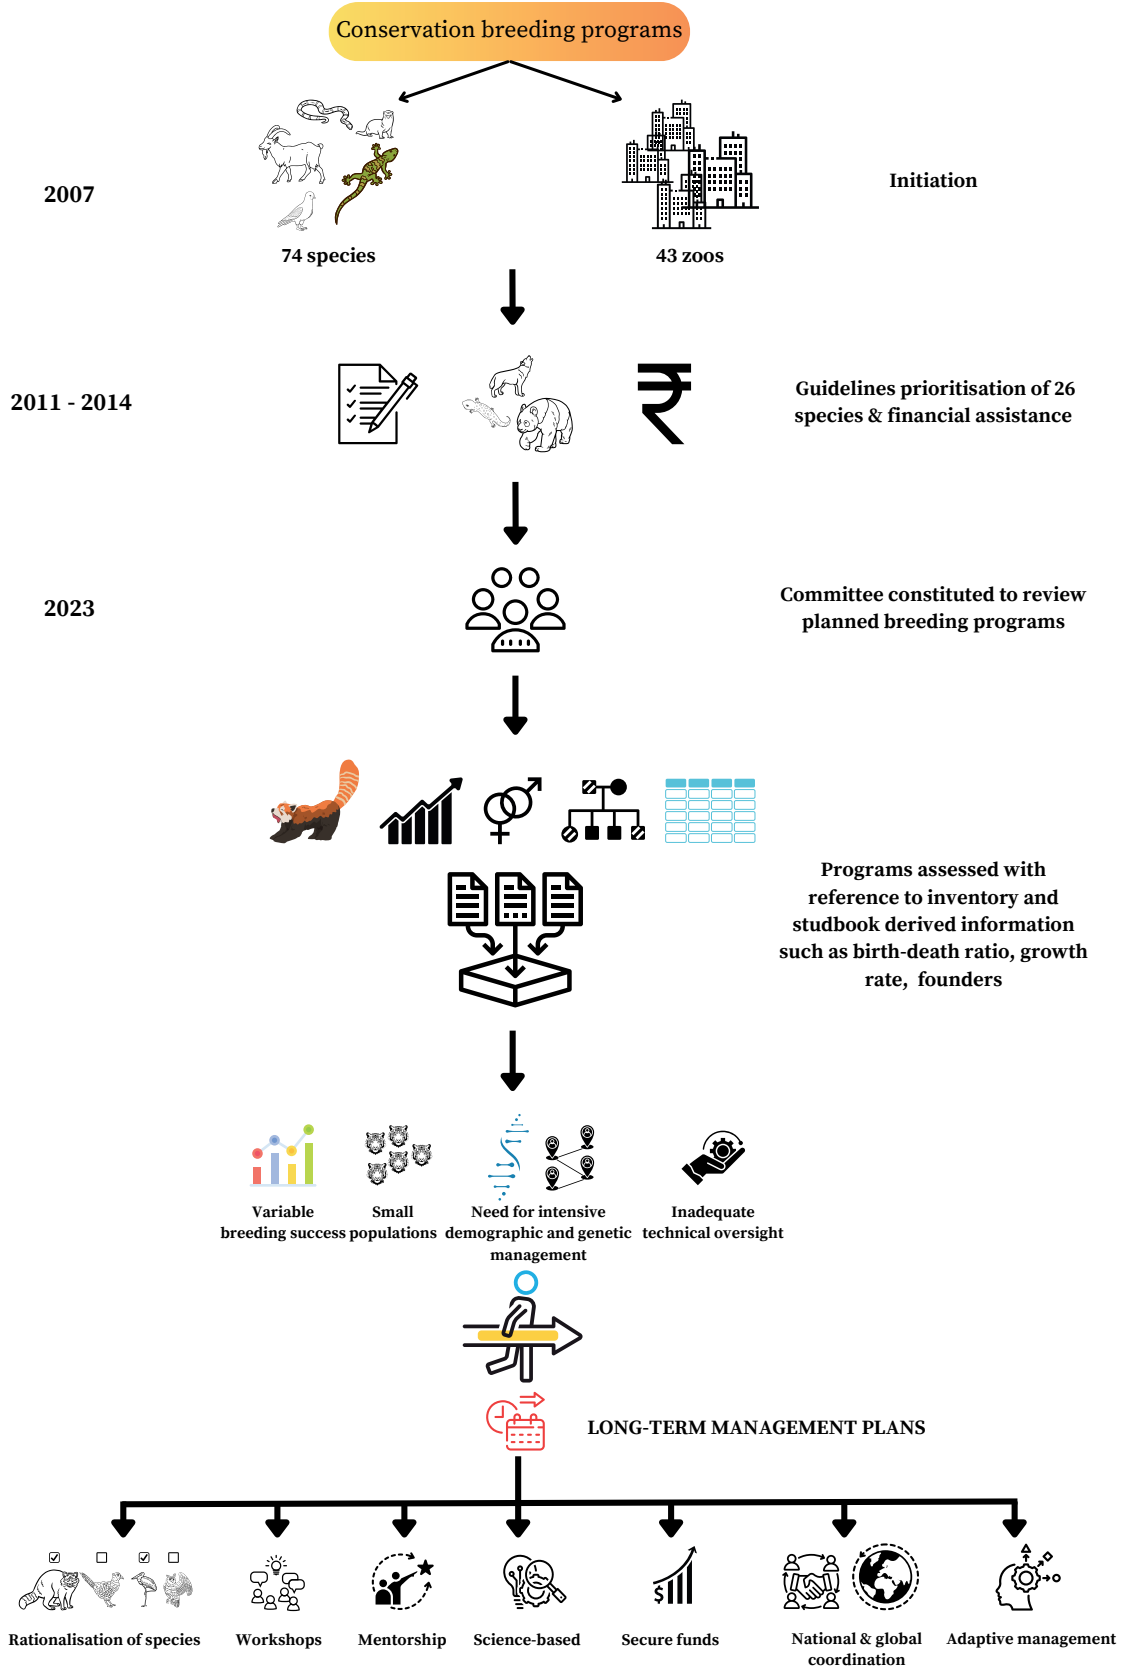 Conservation breeding programs
2007
Initiation
74 species
43 zoos
2011 - 2014
Guidelines prioritisation of 26
species & financial assistance
2023
Committee constituted to review
planned breeding programs
Programs assessed with
reference to inventory and
studbook derived information
such as birth-death ratio, growth
rate, founders
Variable
breeding success
Small
populations
Need for intensive
demographic and genetic
management
Inadequate
technical oversight
LONG-TERM MANAGEMENT PLANS
Rationalisation of species
Workshops
Mentorship
Science-based
Secure funds
National & global
coordination
Adaptive management